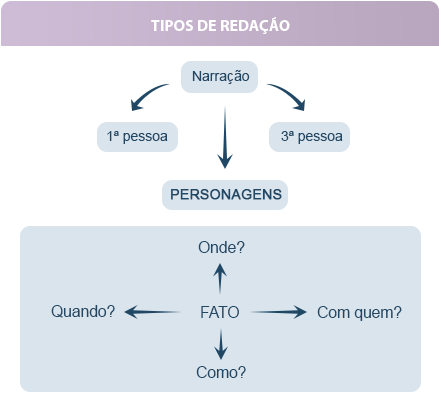 TIPOS DE REDAÇÃO
Narração
1ª pessoa
3ª pessoa
PERSONAGENS
Onde?
Quando?
FATO
Com quem?
Como?